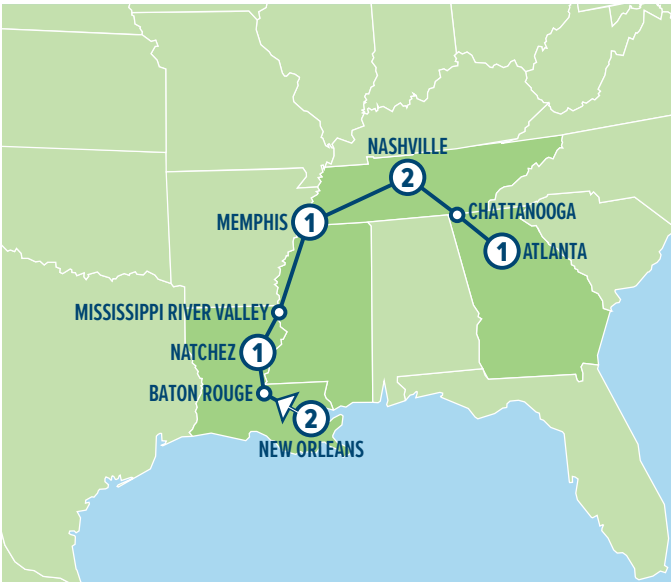 NASHVILLE
2
MEMPHIS 1
CHATTANOOGA
1 ATLANTA
MISSISSIPPI RIVER VALLEY
NATCHEZ 1
BATON ROUGE
2
NEW ORLEANS